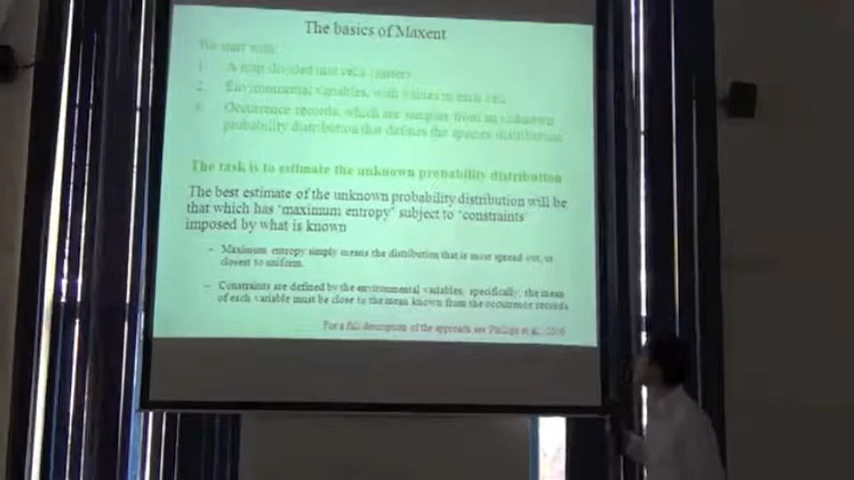 The basics of Maxent
We start with:
1. A map divided into cells (raster)
2. Environmental variables, with values in each cell
3. Occurrence records, which are samples from an unknown
probability distribution that defines the species distribution
The task is to estimate the unknown probability distribution
The best estimate of the unknown probability distribution will be
that which has ‘maximum entropy’ subject to ‘constraints’
imposed by what is known
– Maximum entropy simply means the distribution that is most spread out, or
closest to uniform.
– Constraints are defined by the environmental variables, specifically, the mean
of each variable must be close to the mean known from the occurrence records
For a full description of the approach see Phillips et al., 2006